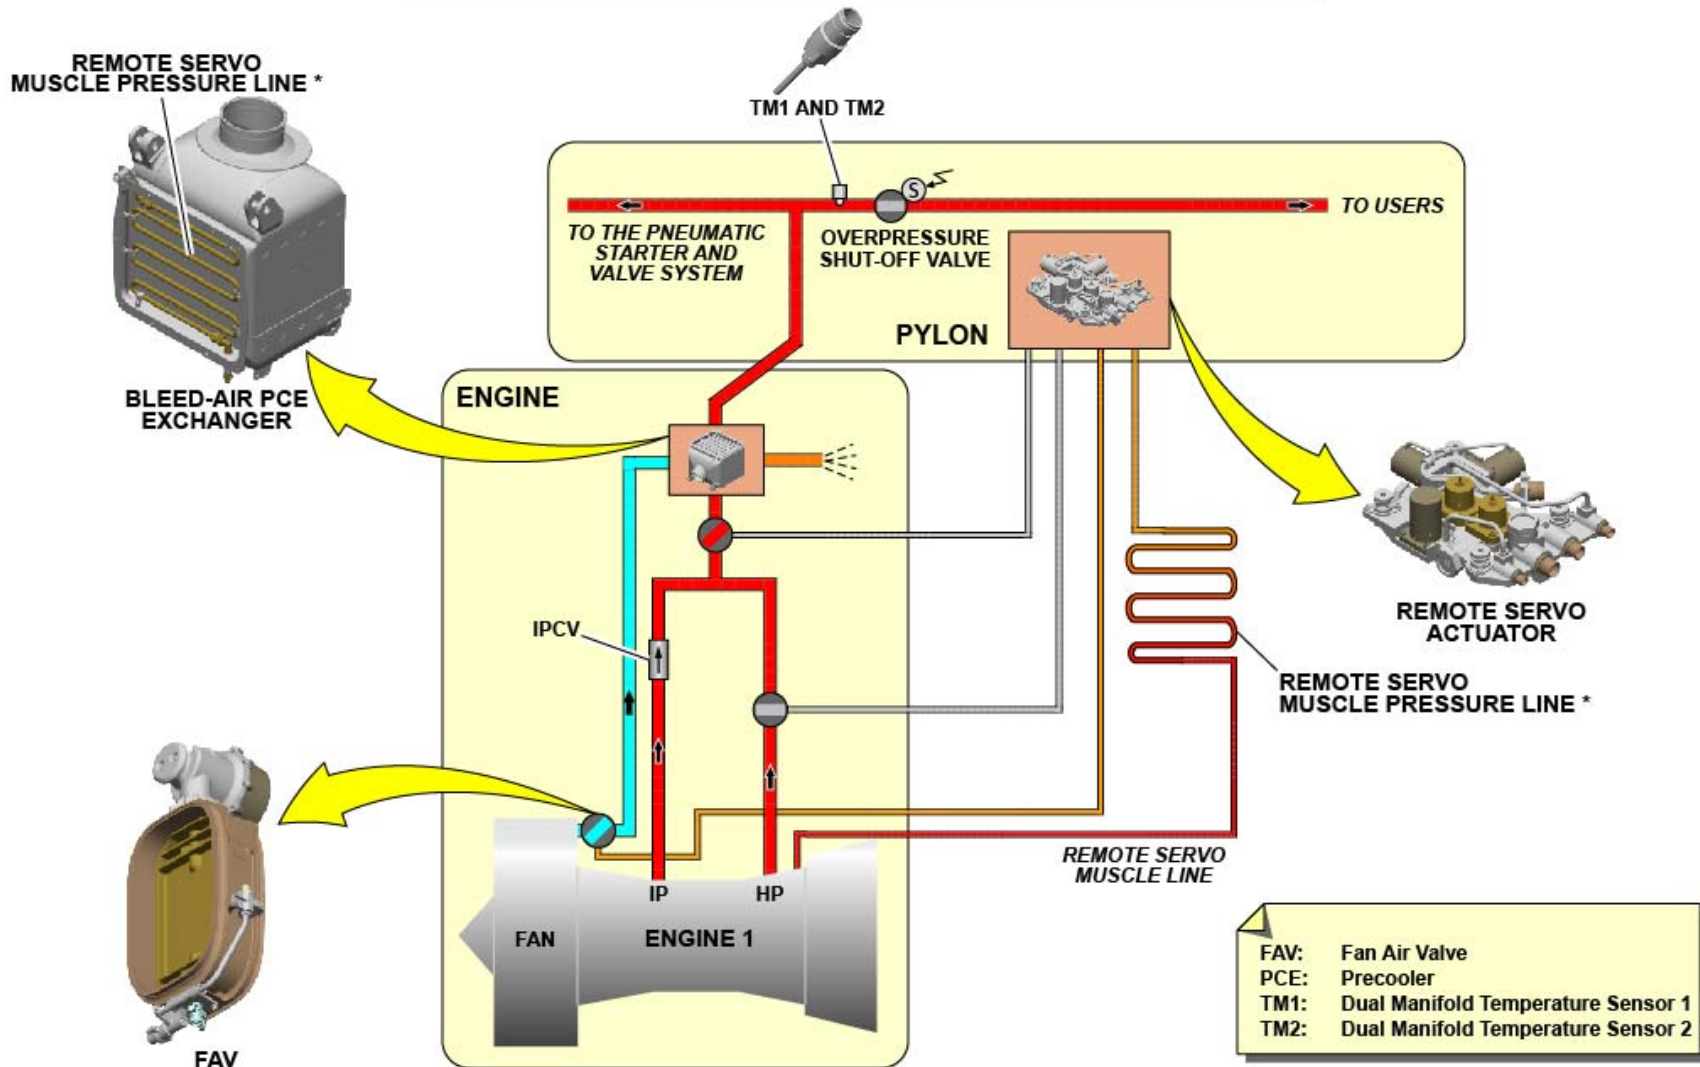 REMOTE SERVO
MUSCLE PRESSURE LINE *
BLEED-AIR PCE
EXCHANGER
TM1 AND TM2
S
TO USERS
TO THE PNEUMATIC
STARTER AND
VALVE SYSTEM
OVERPRESSURE
SHUT-OFF VALVE
PYLON
ENGINE
REMOTE SERVO
ACTUATOR
IPCV
REMOTE SERVO
MUSCLE PRESSURE LINE *
REMOTE SERVO
MUSCLE LINE
IP
HP
FAN
ENGINE 1
FAV
FAV: Fan Air Valve
PCE: Precooler
TM1: Dual Manifold Temperature Sensor 1
TM2: Dual Manifold Temperature Sensor 2